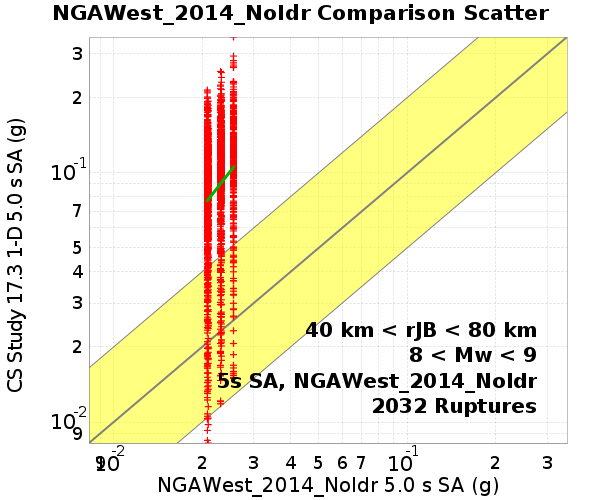 NGAWest_2014_NoIdr Comparison Scatter
CS Study 17.3 1-D 5.0 s SA (g)
3
2
10^-1
7
5
4
3
2
10^-2
9
40 km < rJB < 80 km
8 < Mw < 9
5s SA, NGAWest_2014_NoIdr
2032 Ruptures
9 10^-2 2 3 4 5 6 7 10^-1 2 3
NGAWest_2014_NoIdr 5.0 s SA (g)